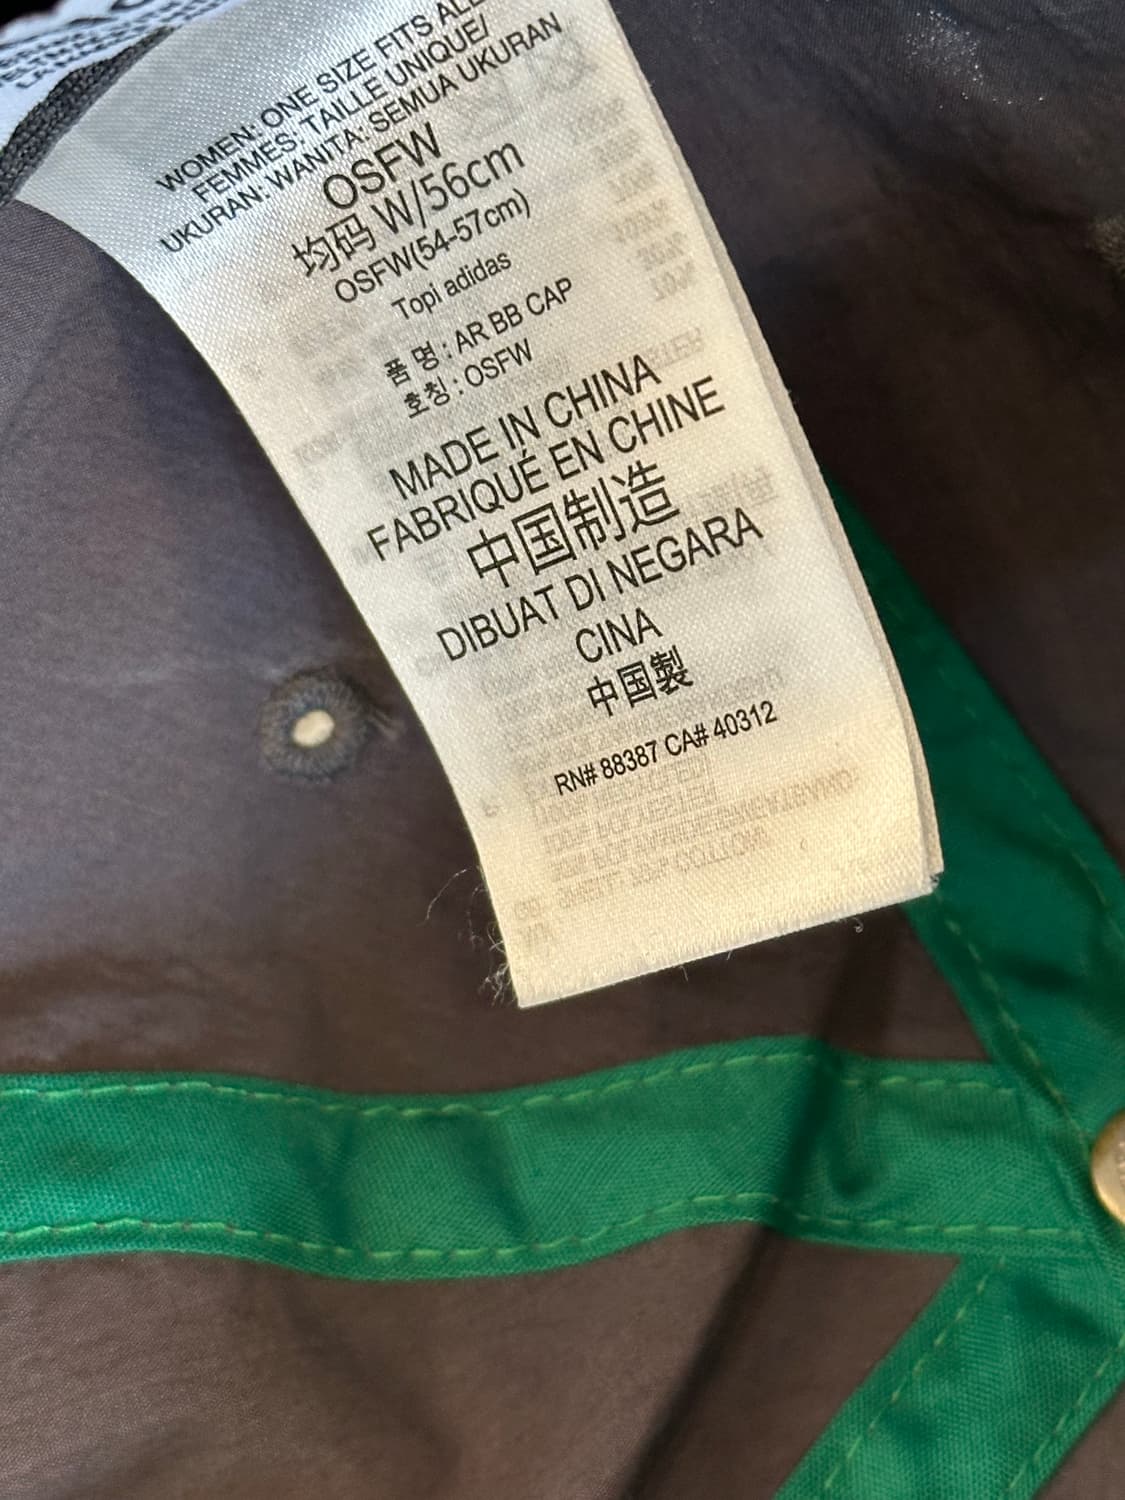 WOMEN: ONE SIZE FITS ALL
FEMMES: TAILLE UNIQUE/
UKURAN: WANITA: SEMUA UKURAN
OSFW
均码 W/56cm
OSFW(54-57cm)
Topi adidas
품 명 : AR BB CAP
호칭 : OSFW
MADE IN CHINA
FABRIQUÉ EN CHINE
中国制造
DIBUAT DI NEGARA
CINA
中国製
RN# 88387 CA# 40312